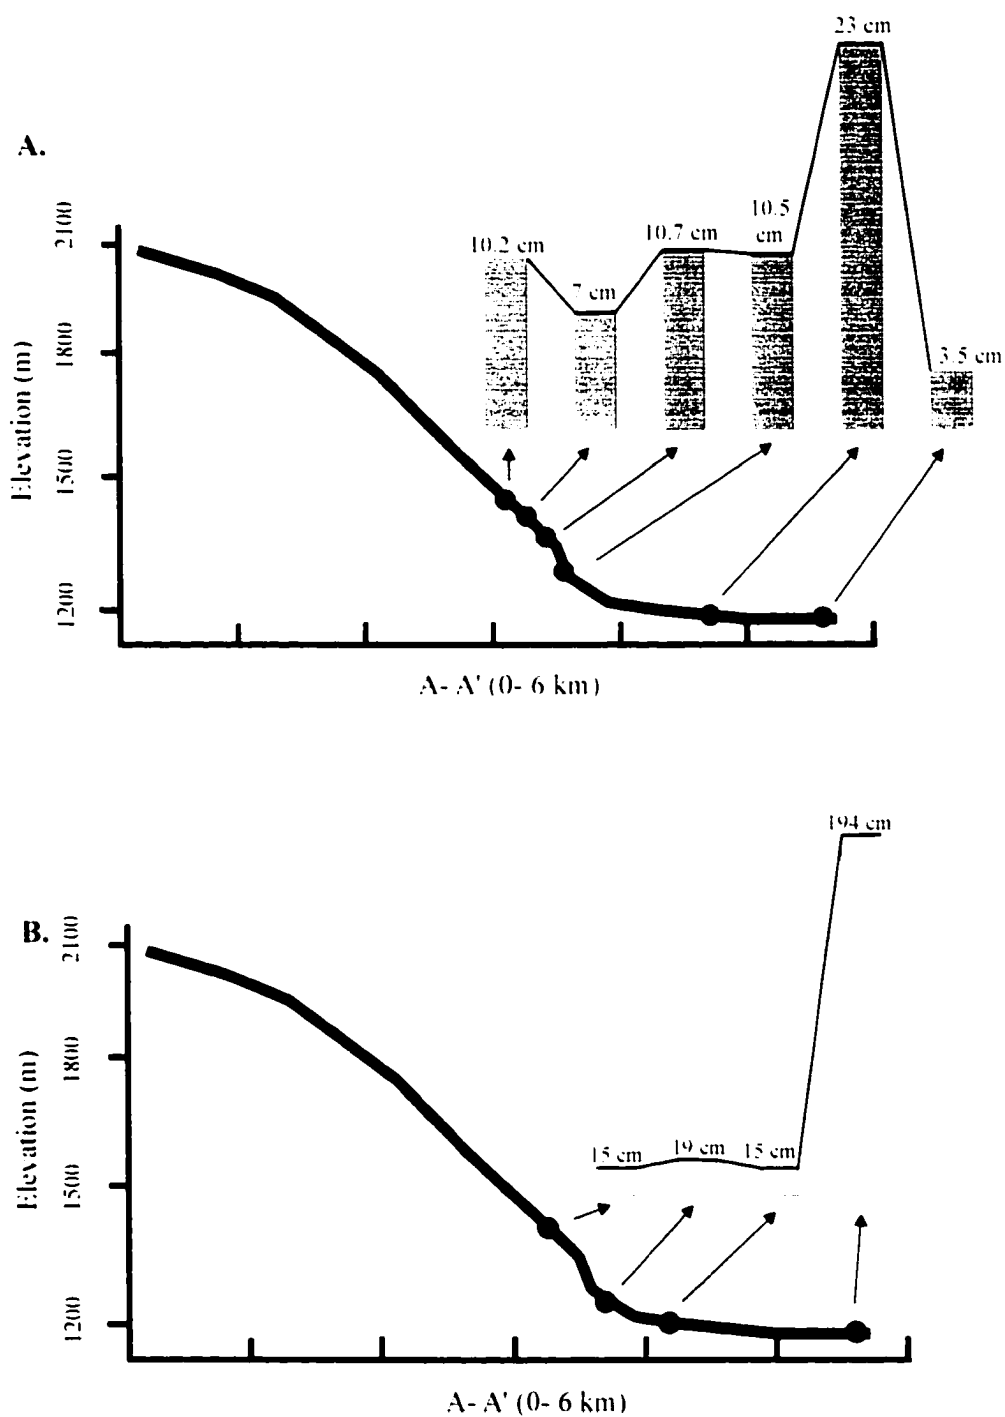 A.
23 cm
10.5
cm
10.2 cm
7 cm
10.7 cm
3.5 cm
Elevation (m)
2100
1800
1500
1200
A- A' (0- 6 km)
B.
194 cm
15 cm
19 cm
15 cm
Elevation (m)
2100
1800
1500
1200
A- A' (0- 6 km)